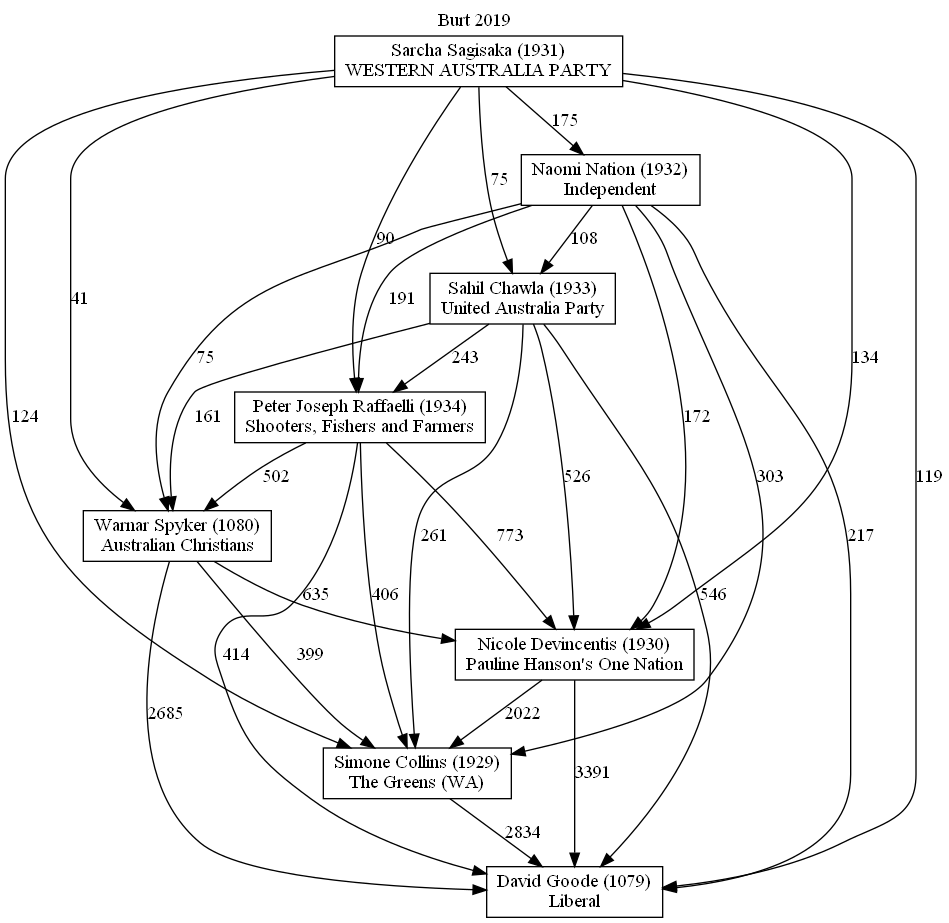 Burt 2019
Sarcha Sagisaka (1931)
WESTERN AUSTRALIA PARTY
175
Naomi Nation (1932)
Independent
75
90
108
Sahil Chawla (1933)
United Australia Party
41
191
75
243
134
Peter Joseph Raffaelli (1934)
Shooters, Fishers and Farmers
124
161
172
502
526
303
119
Warnar Spyker (1080)
Australian Christians
261
773
217
635
406
546
Nicole Devincentis (1930)
Pauline Hanson's One Nation
414
399
2685
2022
Simone Collins (1929)
The Greens (WA)
3391
2834
David Goode (1079)
Liberal